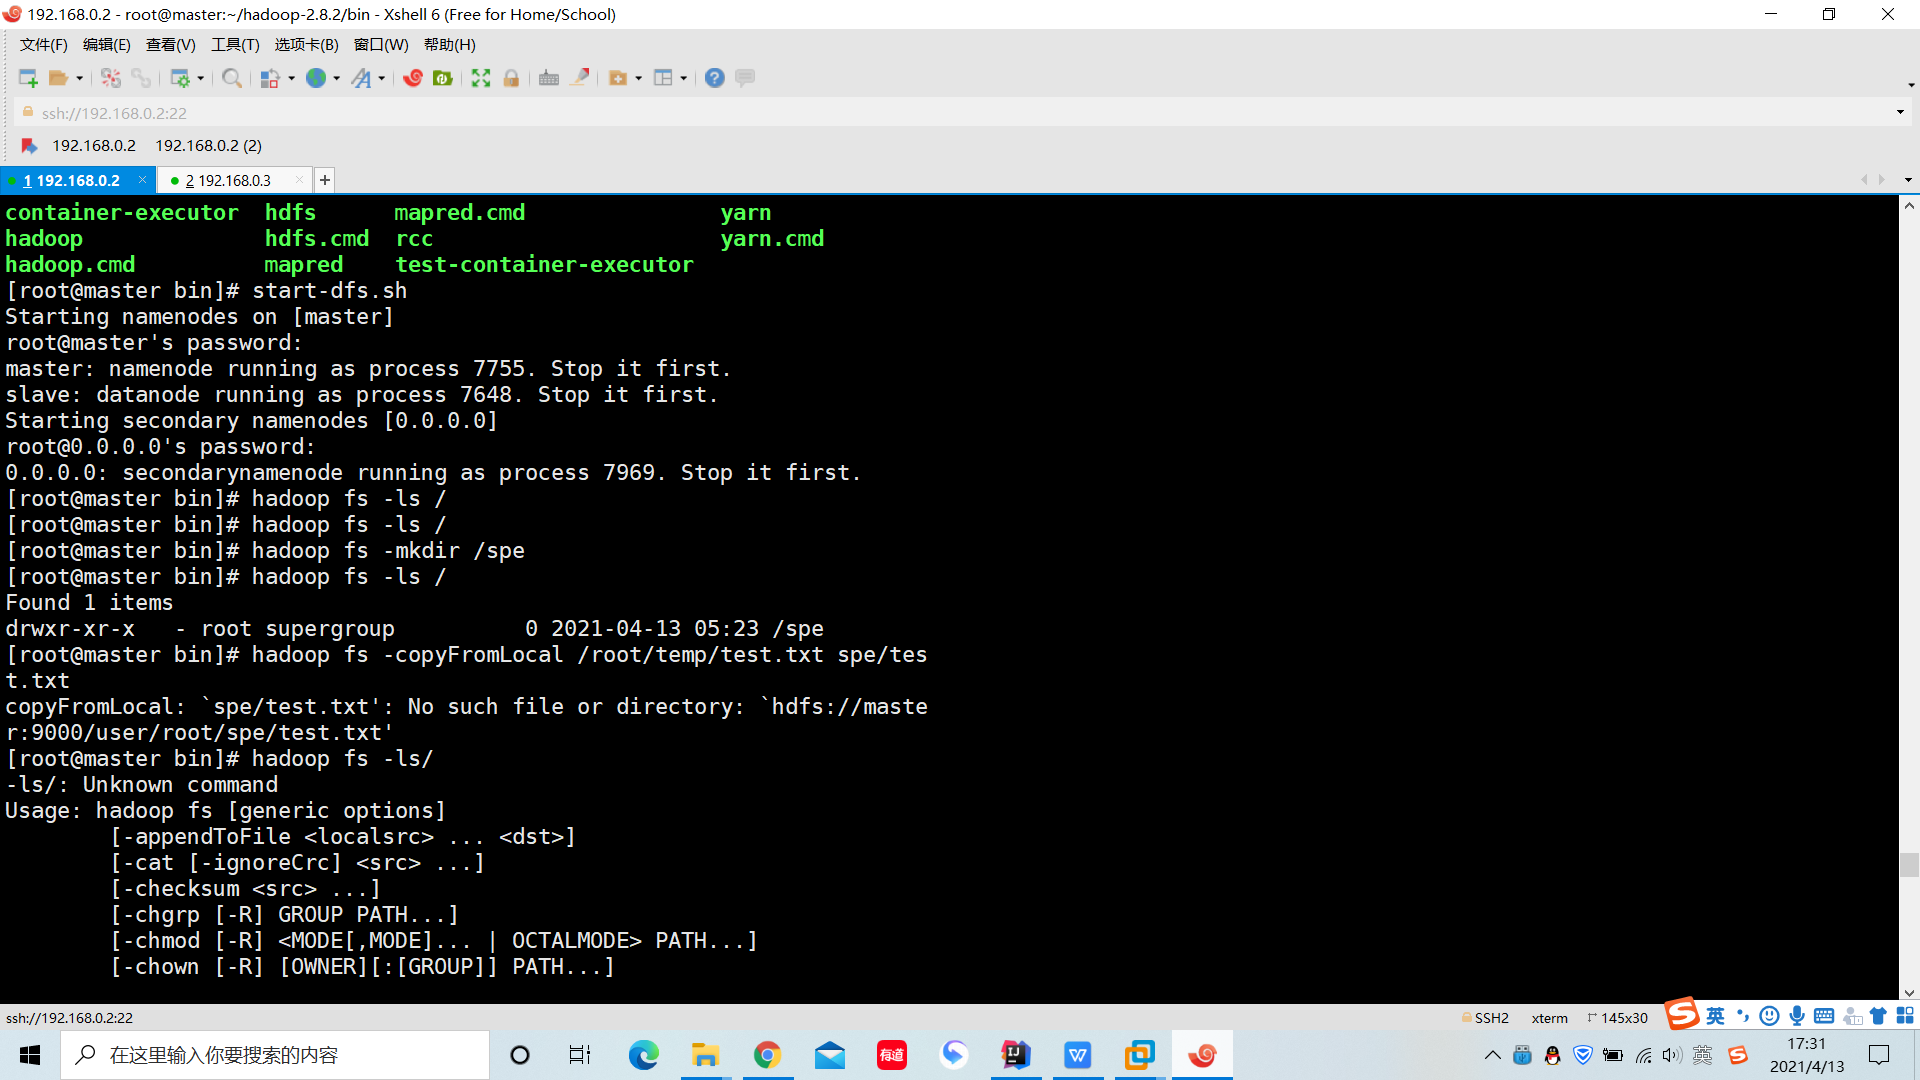 192.168.0.2 - root@master:~/hadoop-2.8.2/bin - Xshell 6 (Free for Home/School)
文件(F) 编辑(E) 查看(V) 工具(T) 选项卡(B) 窗口(W) 帮助(H)
ssh://192.168.0.2:22
192.168.0.2 192.168.0.2 (2)
1 192.168.0.2 × 2 192.168.0.3 × +
container-executor hdfs mapred.cmd yarn
hadoop hdfs.cmd rcc yarn.cmd
hadoop.cmd mapred test-container-executor
[root@master bin]# start-dfs.sh
Starting namenodes on [master]
root@master's password:
master: namenode running as process 7755. Stop it first.
slave: datanode running as process 7648. Stop it first.
Starting secondary namenodes [0.0.0.0]
root@0.0.0.0's password:
0.0.0.0: secondarynamenode running as process 7969. Stop it first.
[root@master bin]# hadoop fs -ls /
[root@master bin]# hadoop fs -ls /
[root@master bin]# hadoop fs -mkdir /spe
[root@master bin]# hadoop fs -ls /
Found 1 items
drwxr-xr-x - root supergroup 0 2021-04-13 05:23 /spe
[root@master bin]# hadoop fs -copyFromLocal /root/temp/test.txt spe/tes
t.txt
copyFromLocal: `spe/test.txt': No such file or directory: `hdfs://maste
r:9000/user/root/spe/test.txt'
[root@master bin]# hadoop fs -ls/
-ls/: Unknown command
Usage: hadoop fs [generic options]
[-appendToFile <localsrc> ... <dst>]
[-cat [-ignoreCrc] <src> ...]
[-checksum <src> ...]
[-chgrp [-R] GROUP PATH...]
[-chmod [-R] <MODE[,MODE]... | OCTALMODE> PATH...]
[-chown [-R] [OWNER][:[GROUP]] PATH...]
ssh://192.168.0.2:22 SSH2 xterm 145x30 英
在这里输入你要搜索的内容 有道 英 17:31
2021/4/13